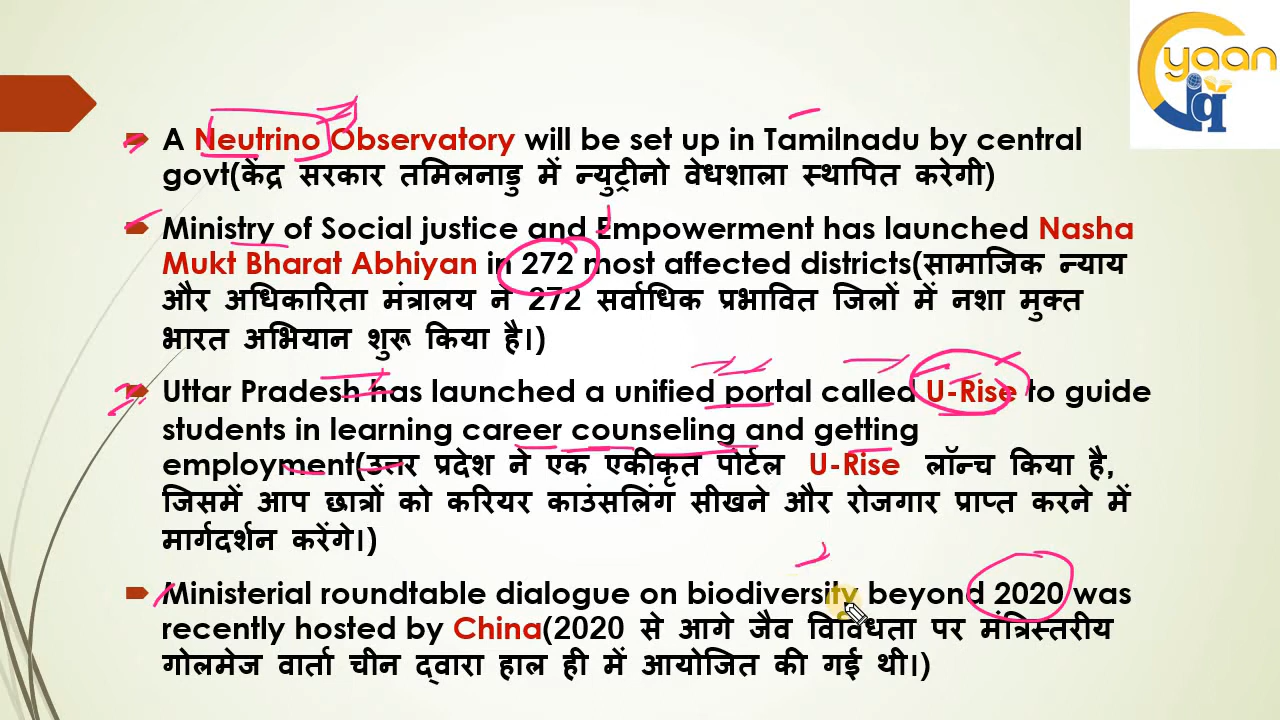 yaan
iq
A Neutrino Observatory will be set up in Tamilnadu by central
govt(केंद्र सरकार तमिलनाडु में न्युट्रीनो वेधशाला स्थापित करेगी)
Ministry of Social justice and Empowerment has launched Nasha
Mukt Bharat Abhiyan in 272 most affected districts(सामाजिक न्याय
और अधिकारिता मंत्रालय ने 272 सर्वाधिक प्रभावित जिलों में नशा मुक्त
भारत अभियान शुरू किया है।)
Uttar Pradesh has launched a unified portal called U-Rise to guide
students in learning career counseling and getting
employment(उत्तर प्रदेश ने एक एकीकृत पोर्टल U-Rise लॉन्च किया है,
जिसमें आप छात्रों को करियर काउंसलिंग सीखने और रोजगार प्राप्त करने में
मार्गदर्शन करेंगे।)
Ministerial roundtable dialogue on biodiversity beyond 2020 was
recently hosted by China(2020 से आगे जैव विविधता पर मंत्रिस्तरीय
गोलमेज वार्ता चीन द्वारा हाल ही में आयोजित की गई थी।)